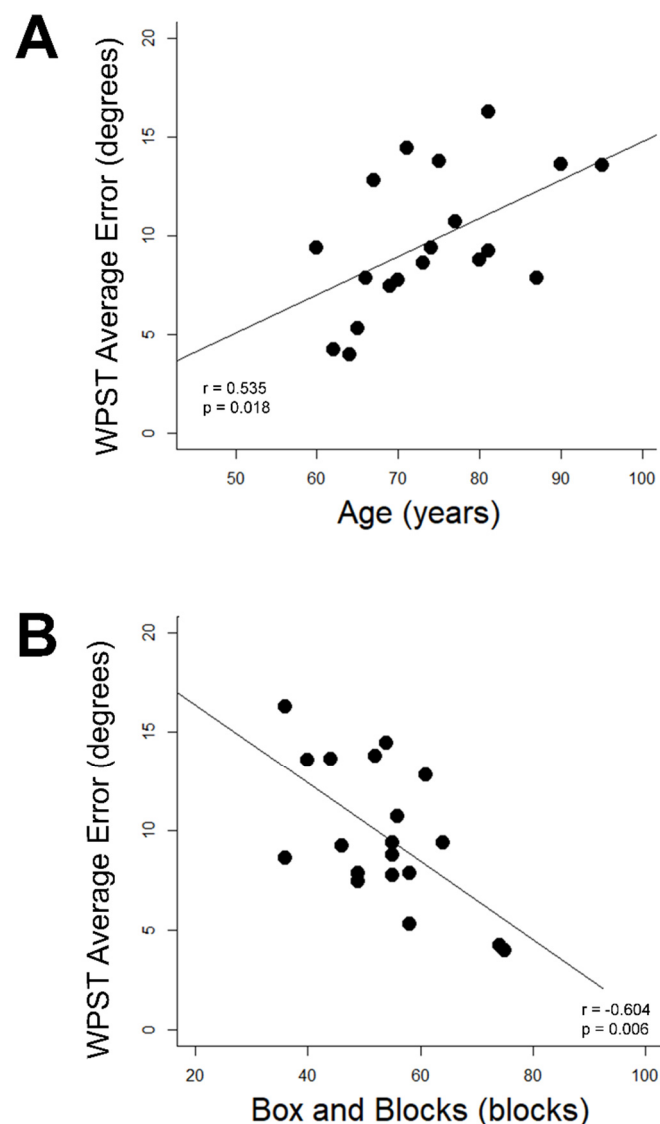 A
WPST Average Error (degrees)
20
15
10
5
0
r = 0.535
p = 0.018
50 60 70 80 90 100
Age (years)
B
WPST Average Error (degrees)
20
15
10
5
0
r = -0.604
p = 0.006
20 40 60 80 100
Box and Blocks (blocks)